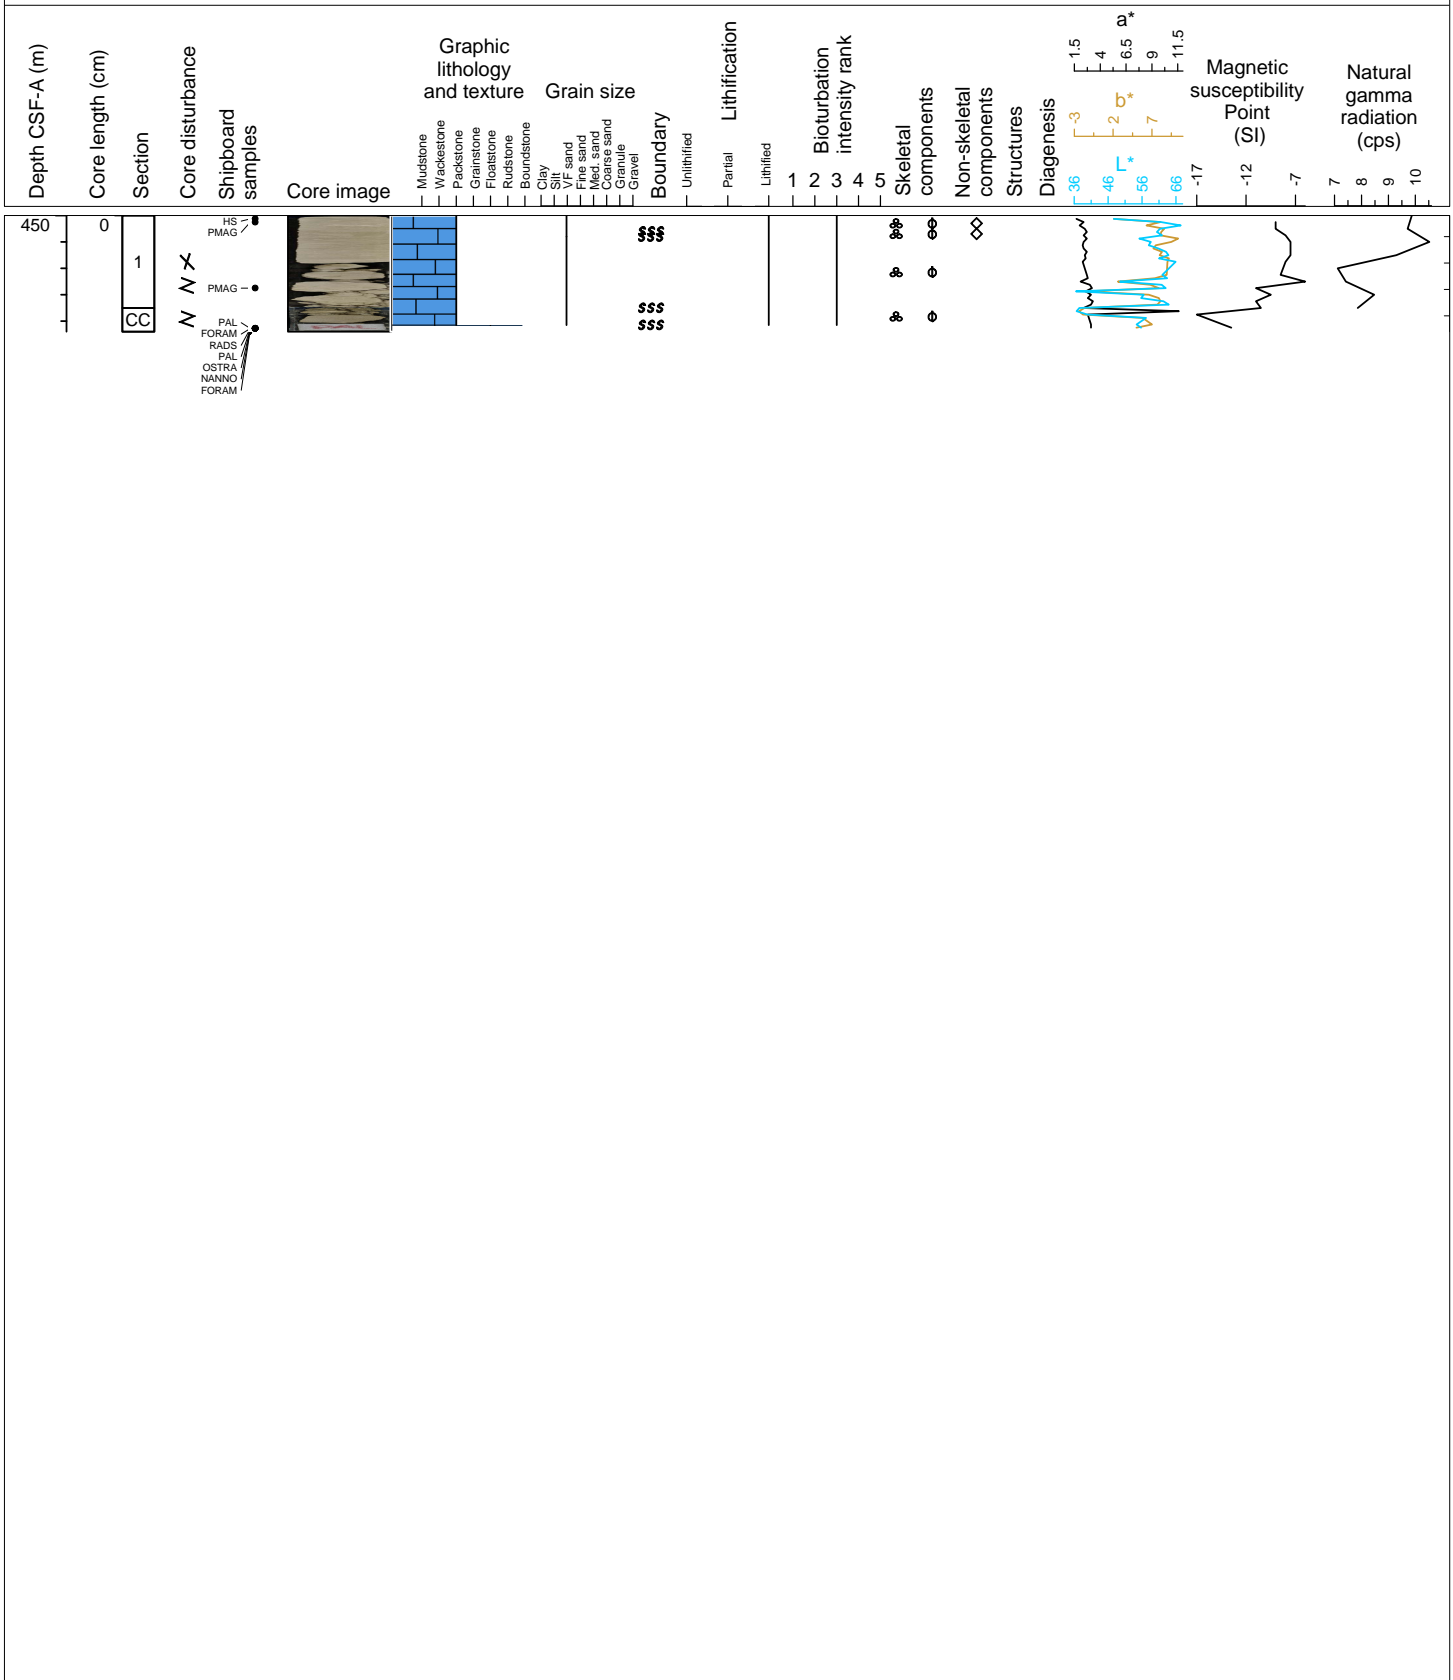 Depth CSF-A (m)
Core length (cm)
Section
Core disturbance
Shipboard
samples
Core image
Graphic
lithology
and texture
Mudstone
Wackestone
Packstone
Grainstone
Floatstone
Rudstone
Boundstone
Grain size
Clay
Silt
VF sand
Fine sand
Med. sand
Coarse sand
Granule
Gravel
Boundary
Lithification
Unlithified
Partial
Lithified
Bioturbation
intensity rank
1 2 3 4 5
Skeletal
components
Non-skeletal
components
Structures
Diagenesis
a*
1.5 4 6.5 9 11.5
b*
-3 2 7
L*
36 46 56 66
Magnetic
susceptibility
Point
(SI)
-17 -12 -7
Natural
gamma
radiation
(cps)
7 8 9 10
450
0
1
CC
HS
PMAG
PMAG
PAL
FORAM
RADS
PAL
OSTRA
NANNO
FORAM